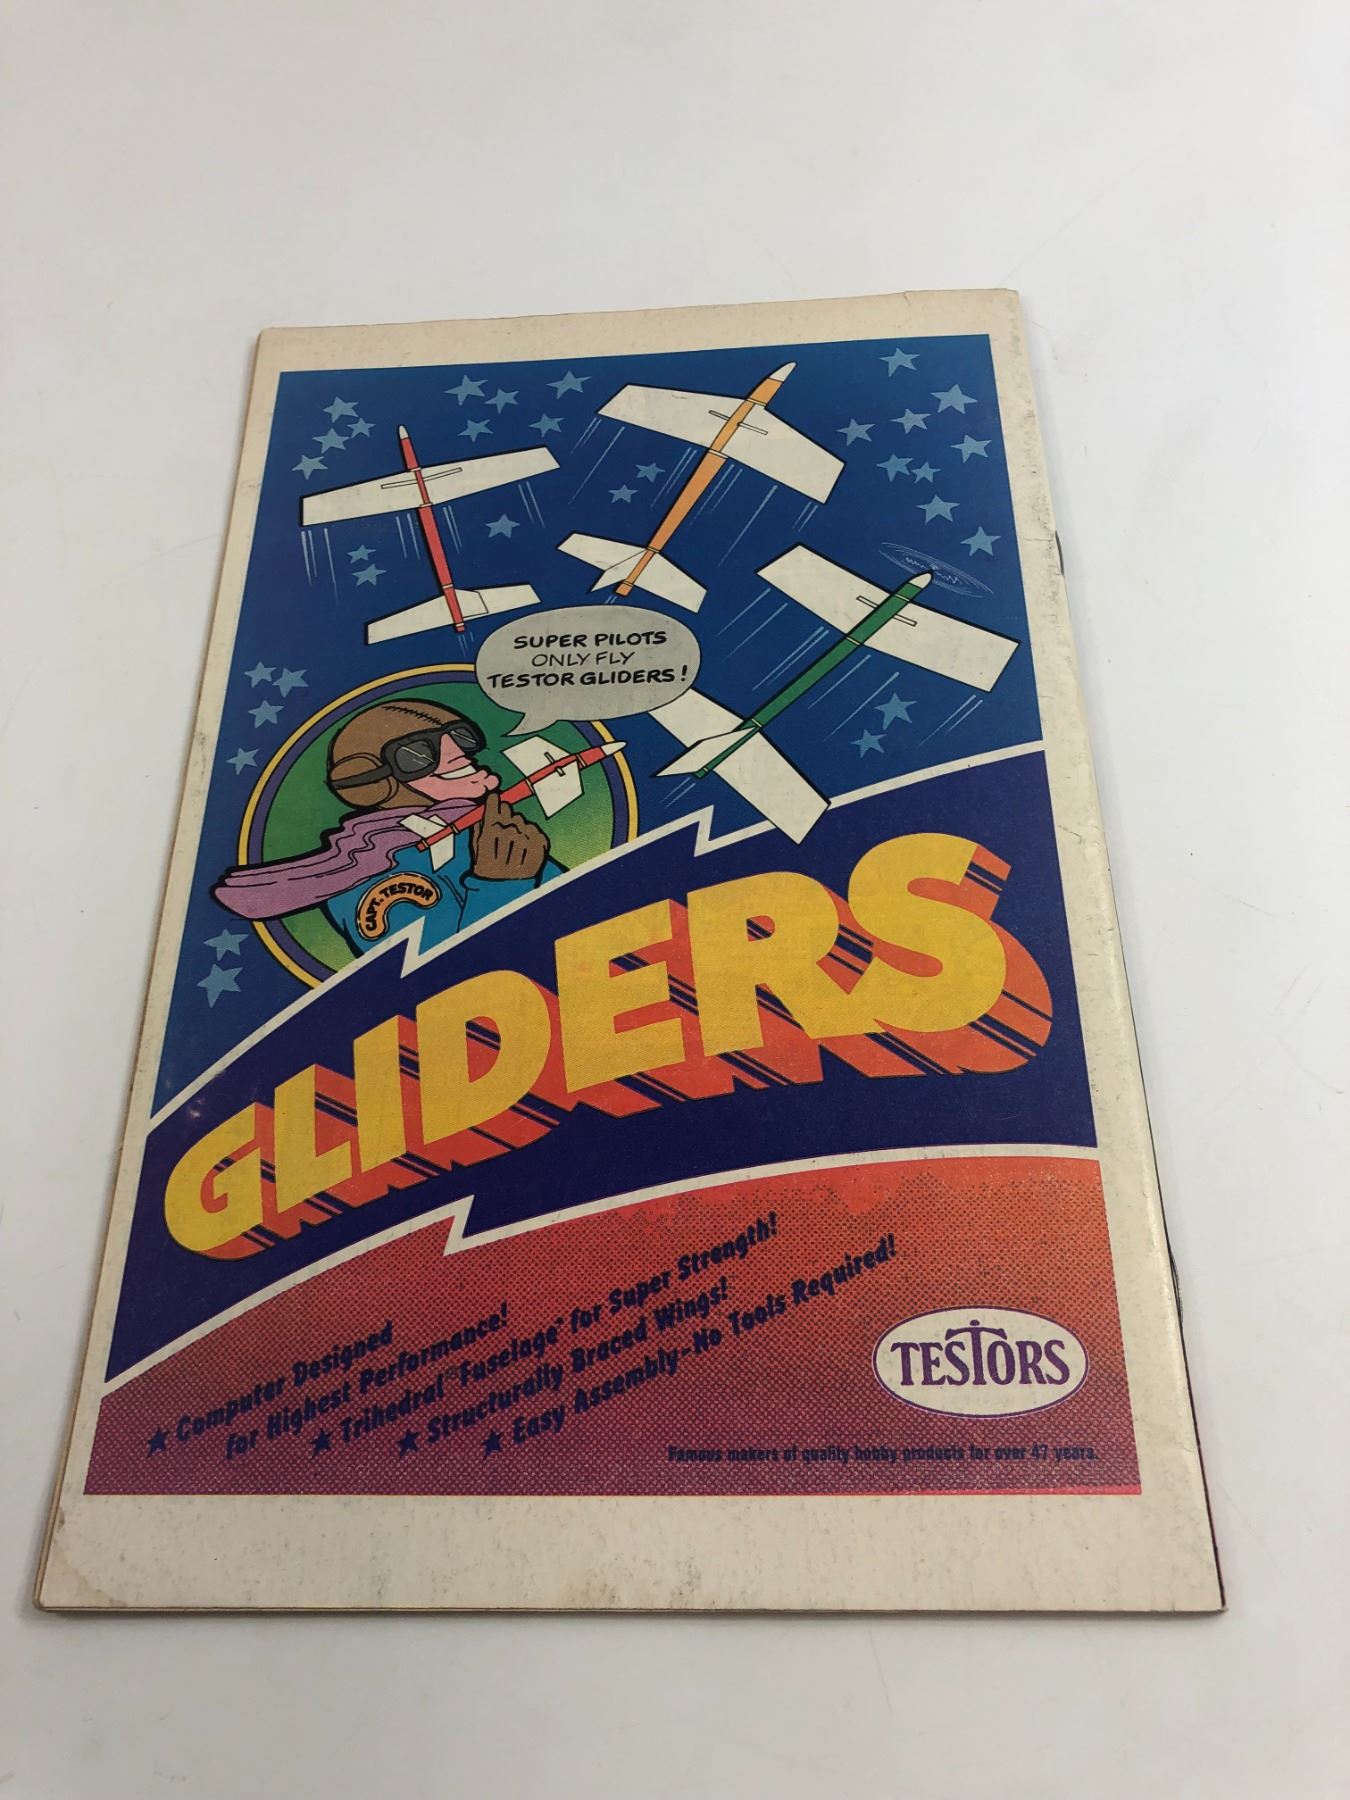 SUPER PILOTS
ONLY FLY
TESTOR GLIDERS!
CAPT. TESTOR
GLIDERS
★ Computer Designed
for Highest Performance!
★ Trihedral® Fuselage for Super Strength!
★ Structurally Braced Wings!
★ Easy Assembly-No Tools Required!
TESTORS
Famous makers of quality hobby products for over 47 years.